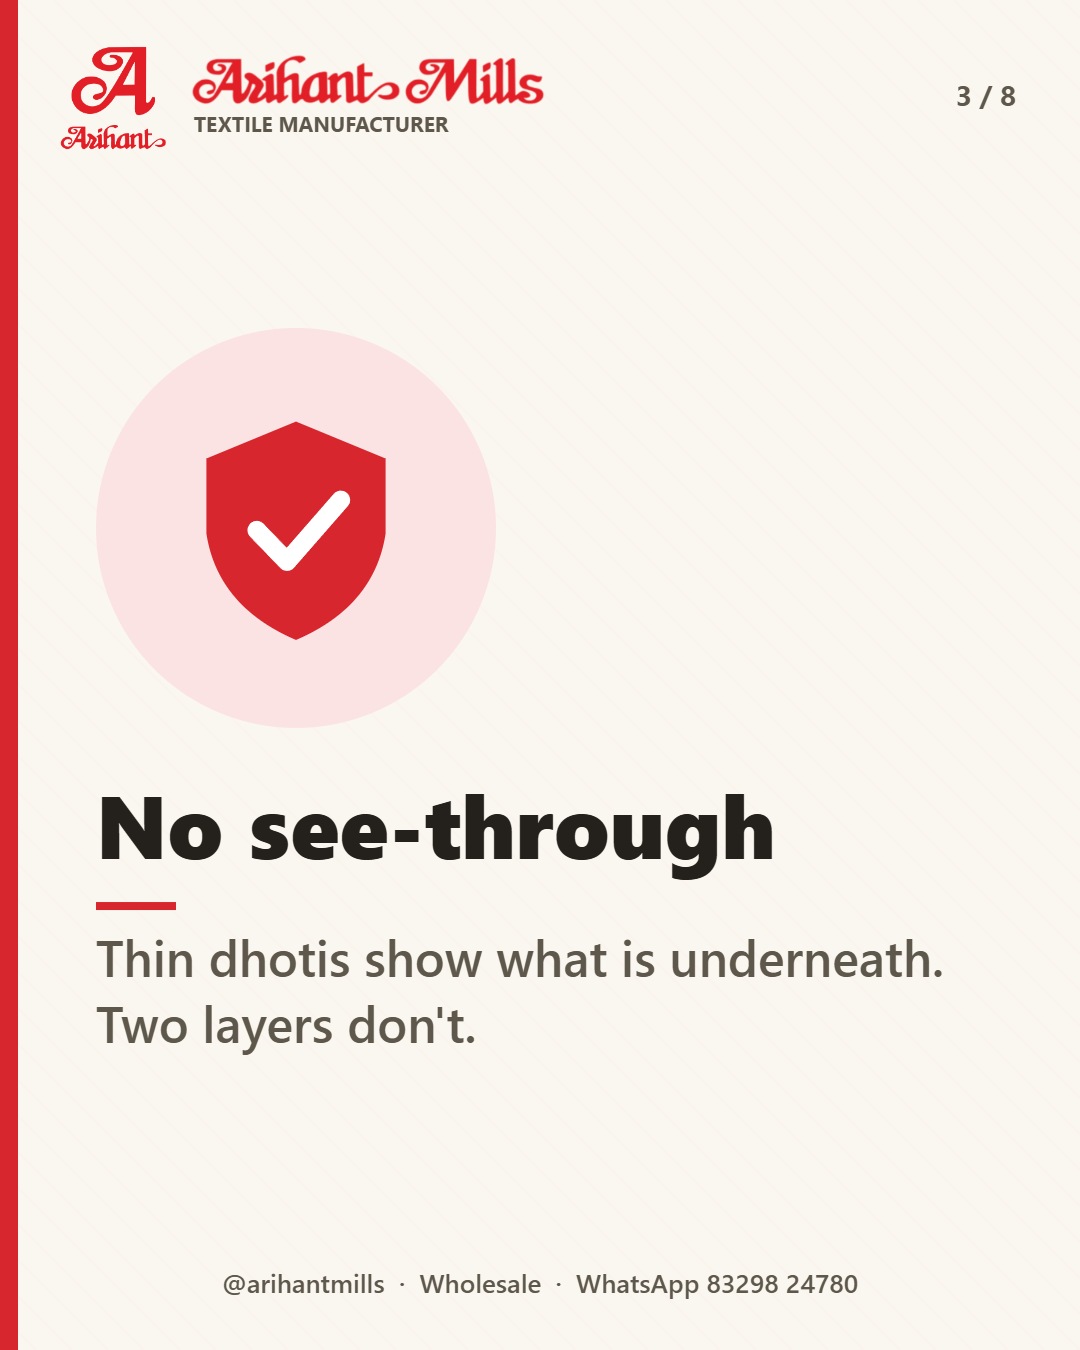 A
Arihant
Arihant Mills
TEXTILE MANUFACTURER
3 / 8
No see-through
Thin dhotis show what is underneath.
Two layers don't.
@arihantmills · Wholesale · WhatsApp 83298 24780